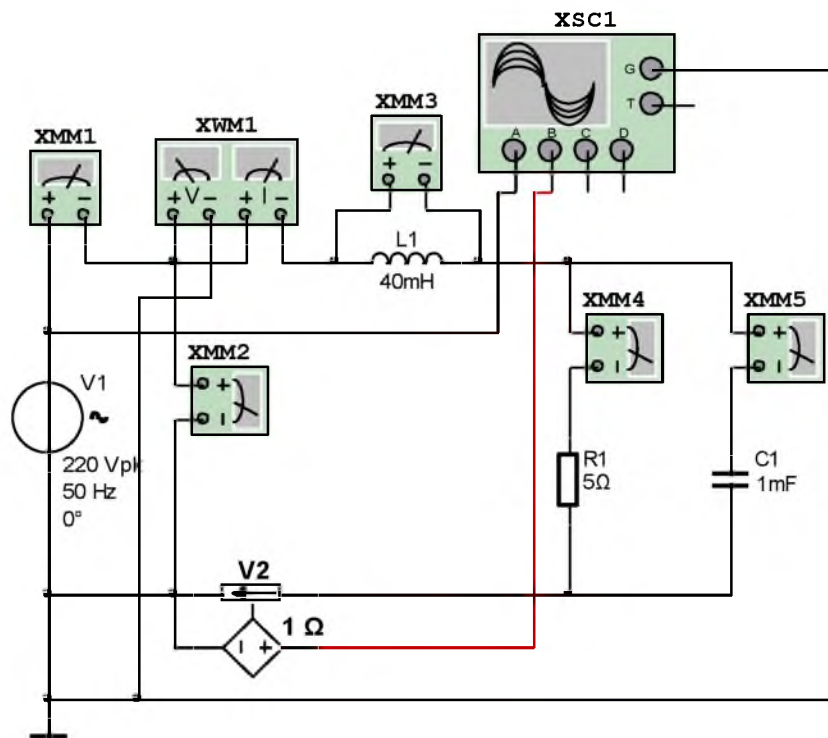 XSC1
G
T
A B C D
XMM3
+ −
XMM1
+ −
XWM1
+ V − + I −
L1
40mH
XMM4
+
I
XMM5
+
I
XMM2
+
I
V1
~
220 Vpk
50 Hz
0°
R1
5Ω
C1
1mF
V2
1 Ω
− +